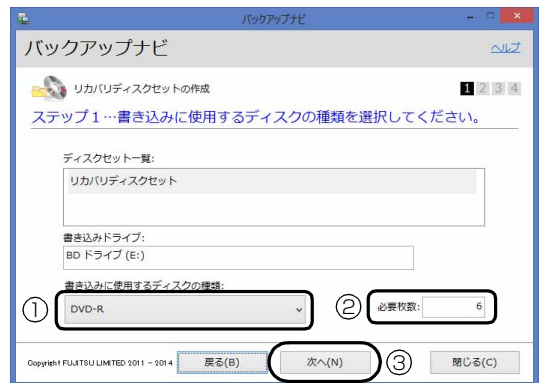 バックアップナビ
バックアップナビ ヘルプ
リカバリディスクセットの作成 1 2 3 4
ステップ1…書き込みに使用するディスクの種類を選択してください。
ディスクセット一覧:
リカバリディスクセット
書き込みドライブ:
BD ドライブ (E:)
書き込みに使用するディスクの種類:
① DVD-R ② 必要枚数: 6
Copyright FUJITSU LIMITED 2011 - 2014 戻る(B) 次へ(N) ③ 閉じる(C)